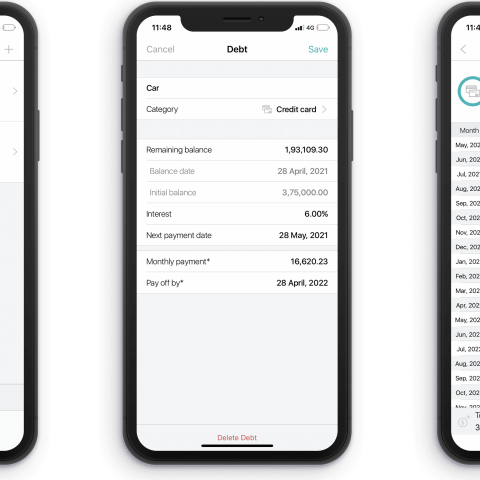 11:48
4G
Cancel
Debt
Save
Car
Category
Credit card
Remaining balance
1,93,109.30
Balance date
28 April, 2021
Initial balance
3,75,000.00
Interest
6.00%
Next payment date
28 May, 2021
Monthly payment*
16,620.23
Pay off by*
28 April, 2022
Delete Debt
Month
May, 202
Jun, 202
Jul, 202
Aug, 202
Sep, 202
Oct, 202
Nov, 202
Dec, 202
Jan, 202
Feb, 202
Mar, 202
Apr, 202
May, 202
Jun, 202
Jul, 202
Aug, 202
Sep, 202
Oct, 202